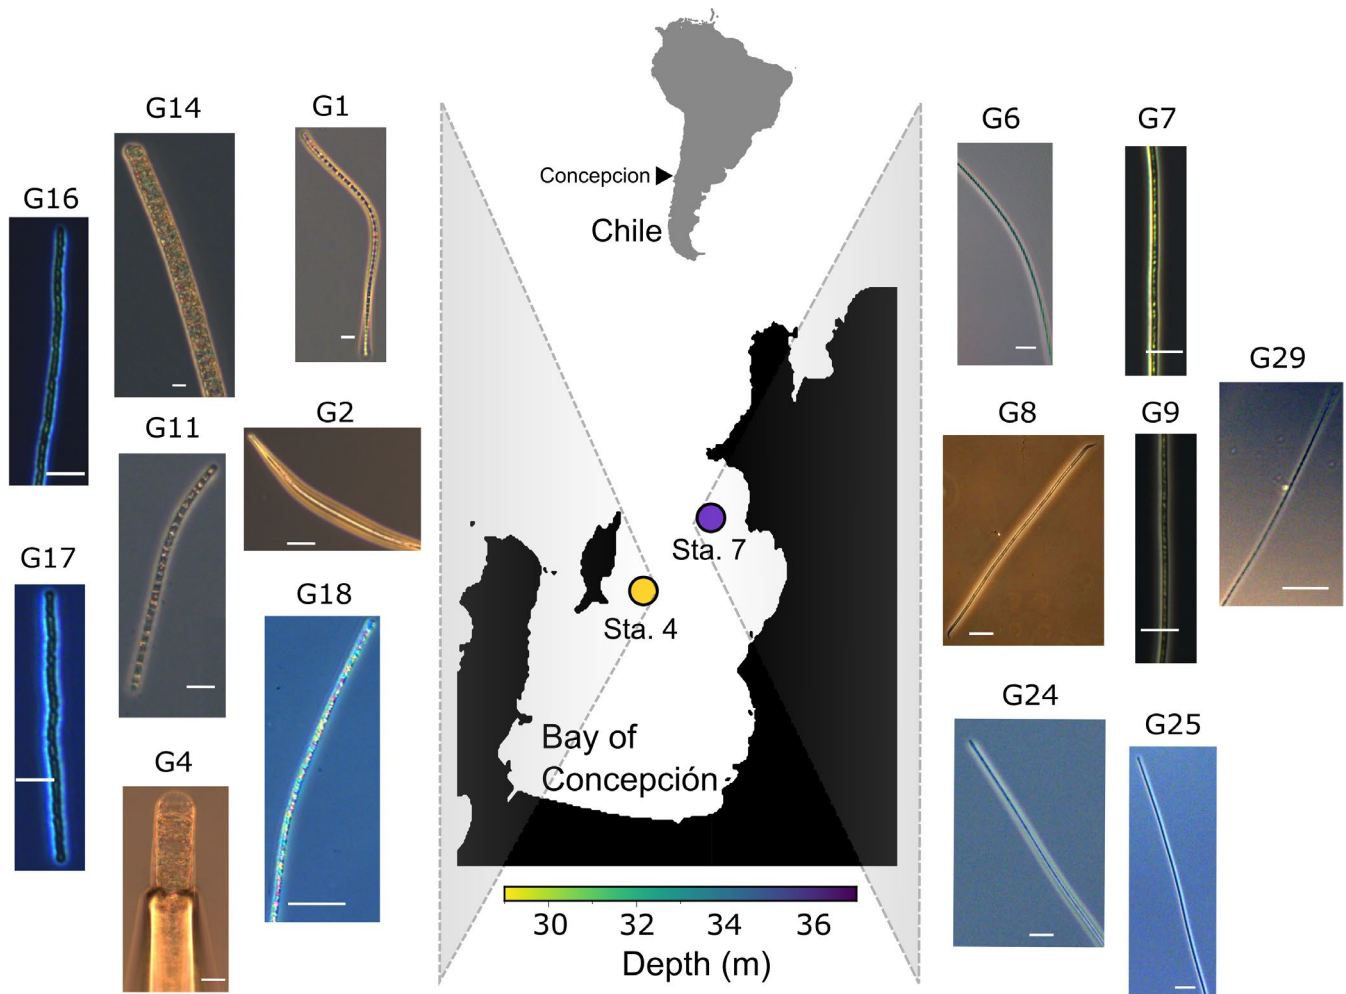 G14
G1
G16
G11
G2
G17
G18
G4
Concepcion
Chile
Sta. 7
Sta. 4
Bay of
Concepción
30 32 34 36
Depth (m)
G6
G7
G29
G8
G9
G24
G25